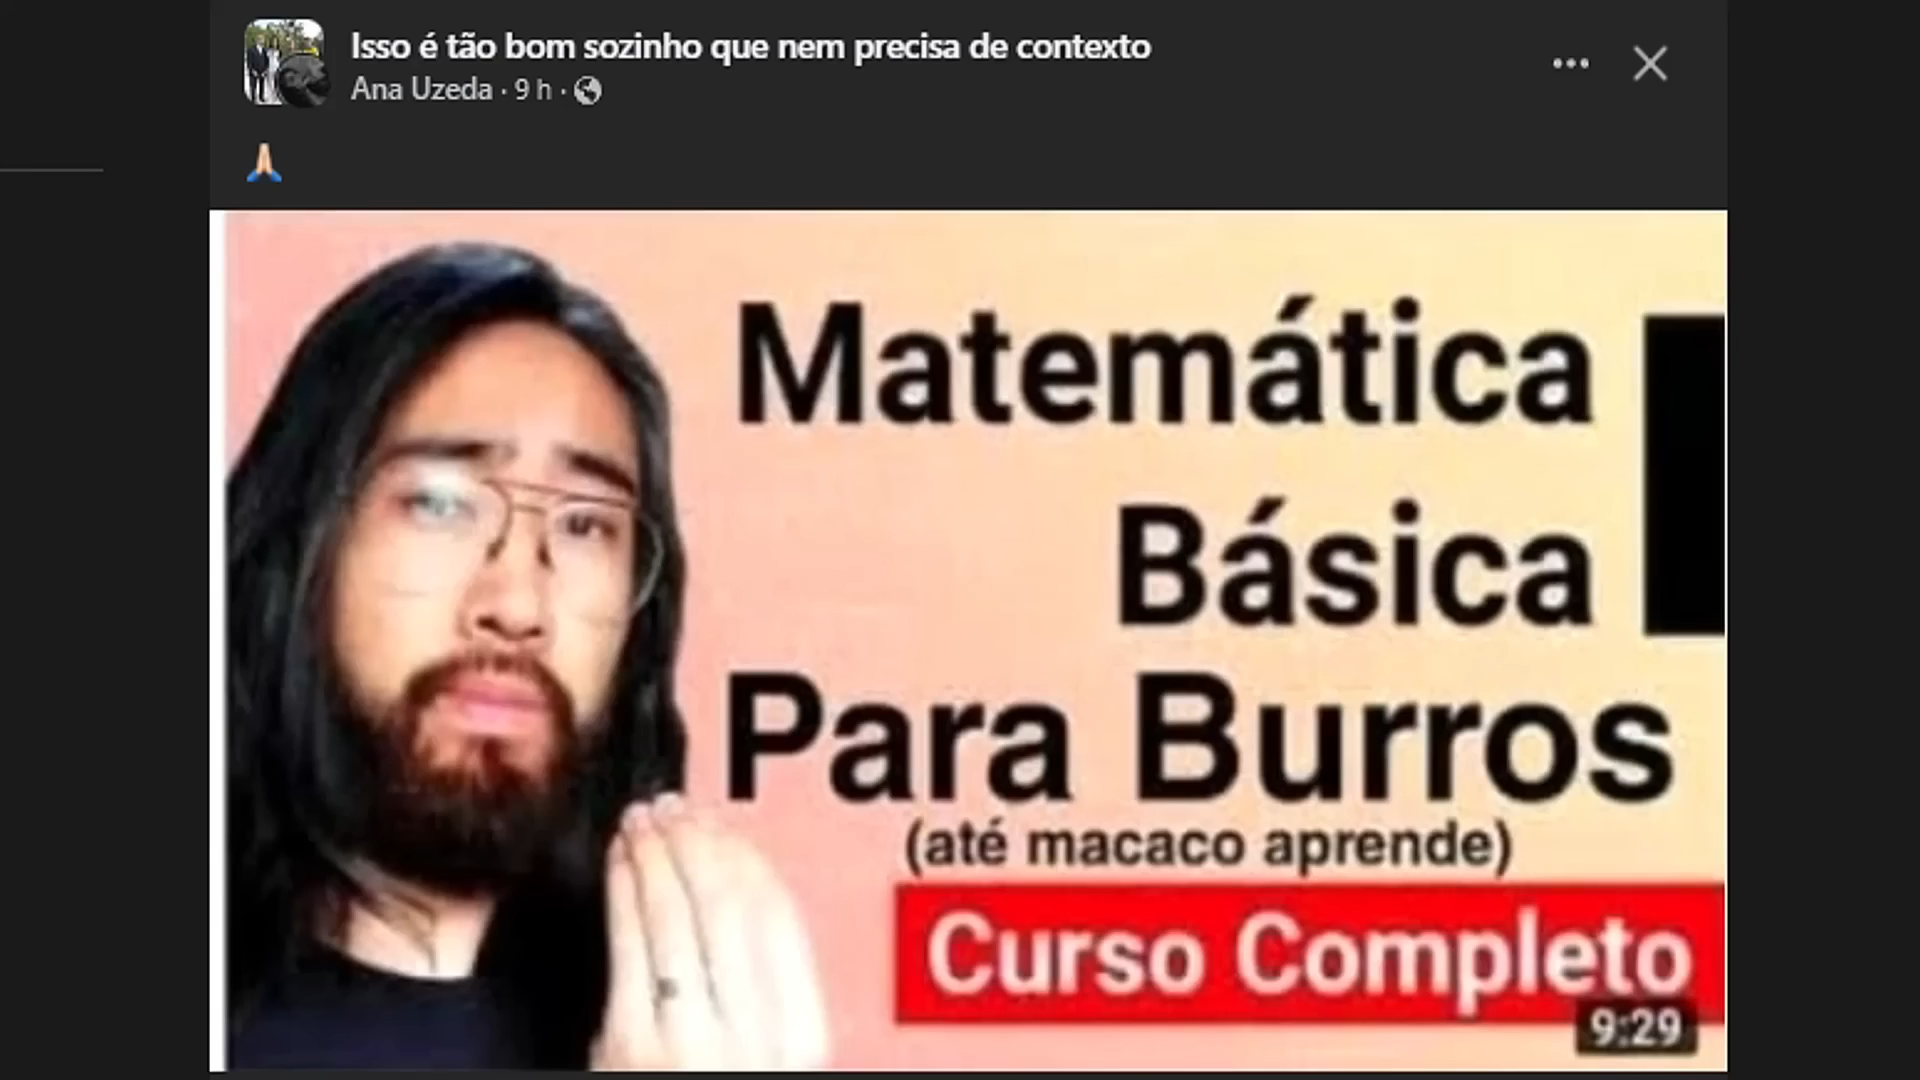 Isso é tão bom sozinho que nem precisa de contexto
Ana Uzeda · 9 h ·
Matemática
Básica
Para Burros
(até macaco aprende)
Curso Completo
9:29